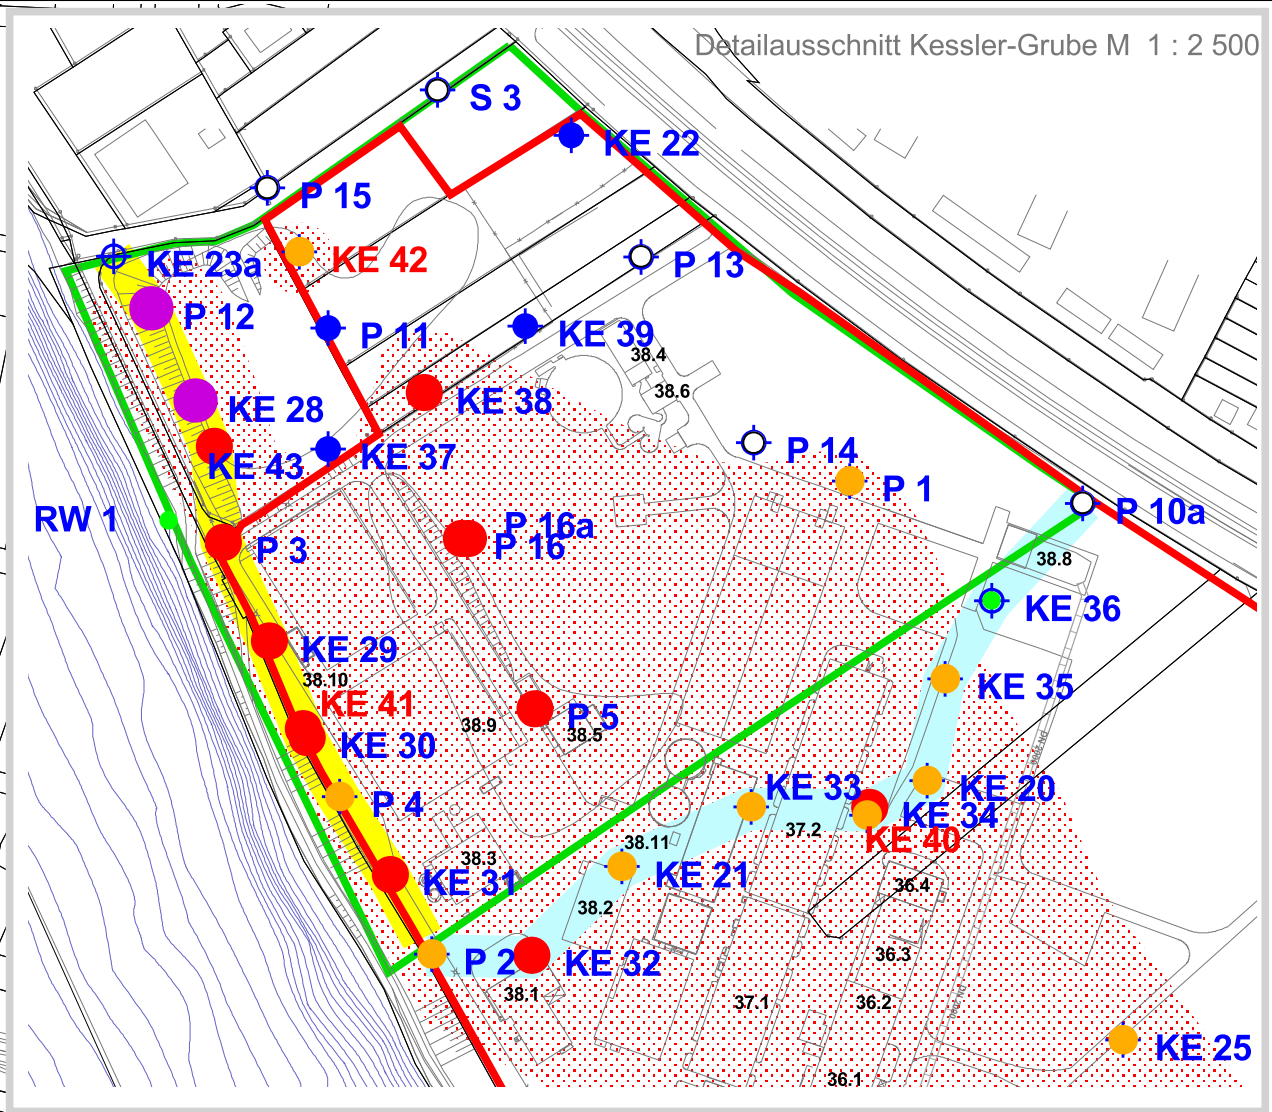 Detailausschnitt Kessler-Grube M 1 : 2 500
S 3
KE 22
P 15
KE 42
KE 23a
P 13
P 12
P 11
KE 39
38.4
38.6
KE 38
KE 28
P 14
KE 37
KE 43
P 1
RW 1
P 10a
P 16a
P 16
P 3
38.8
KE 36
KE 29
38.10
KE 35
KE 41
P 5
38.9
38.5
KE 30
KE 33
KE 20
P 4
KE 34
37.2
KE 40
38.11
38.3
KE 21
KE 31
36.4
38.2
36.3
P 2
KE 32
38.1
37.1
36.2
KE 25
36.1